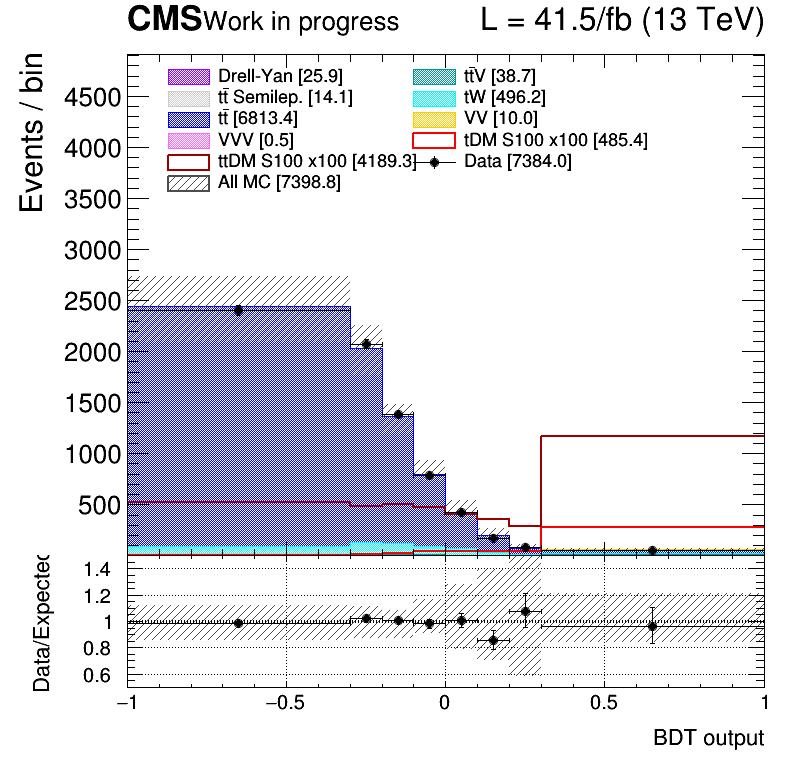 CMS Work in progress L = 41.5/fb (13 TeV)
Events / bin
4500
4000
3500
3000
2500
2000
1500
1000
500
Drell-Yan [25.9] tt̄V [38.7]
tt̄ Semilep. [14.1] tW [496.2]
tt̄ [6813.4] VV [10.0]
VVV [0.5] tDM S100 x100 [485.4]
ttDM S100 x100 [4189.3] Data [7384.0]
All MC [7398.8]
Data/Expected
1.4
1.2
1
0.8
0.6
−1 −0.5 0 0.5 1
BDT output